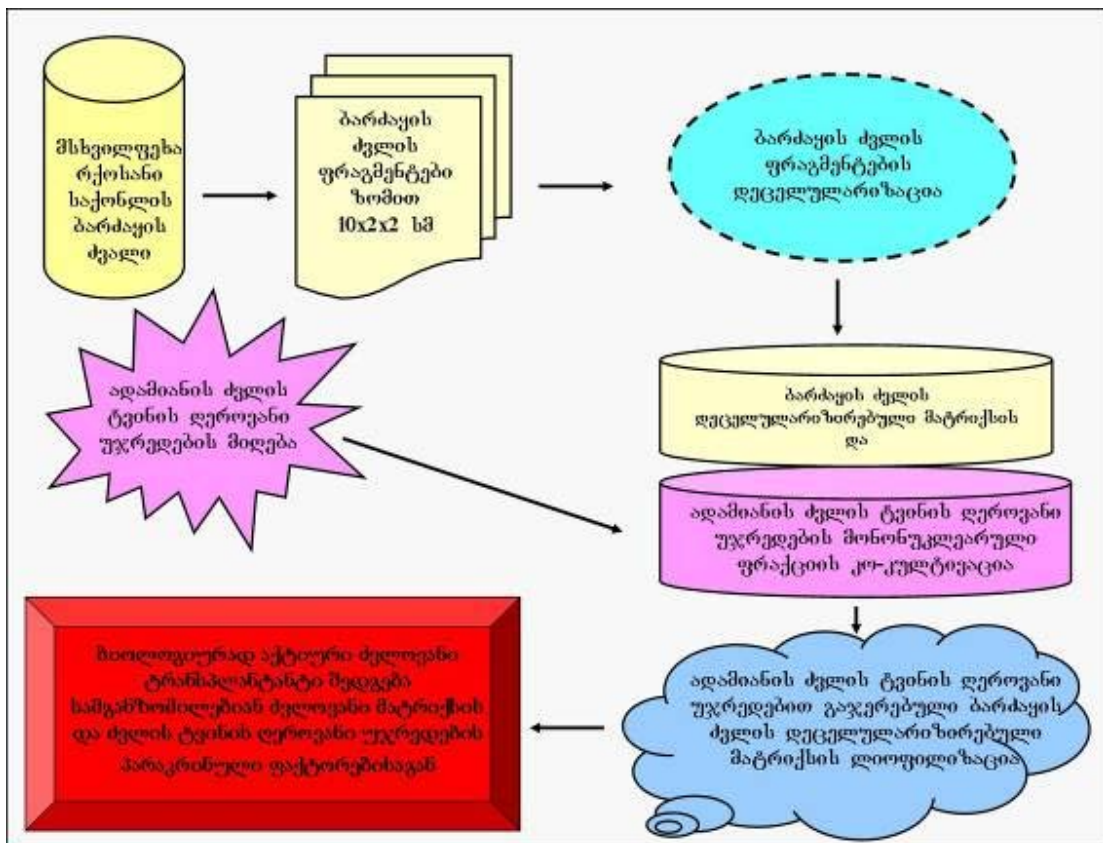 მსხვილფეხა
რქოსანი
საქონლის
ბარძაყის
ძვალი
ბარძაყის
ძვლის
ფრაგმენტები
ზომით
10x2x2 სმ
ბარძაყის ძვლის
ფრაგმენტების
დეცელულარიზაცია
ადამიანის ძვლის
ტვინის ღეროვანი
უჯრედების მიღება
ბარძაყის ძვლის
დეცელულარიზირებული მატრიქსის
და
ადამიანის ძვლის ტვინის ღეროვანი
უჯრედების მონონუკლეარული
ფრაქციის კო-კულტივაცია
ადამიანის ძვლის ტვინის ღეროვანი
უჯრედებით გაჯერებული ბარძაყის
ძვლის დეცელულარიზირებული
მატრიქსის ლიოფილიზაცია
ბიოლოგიურად აქტიური ძვლოვანი
ტრანსპლანტანტი შედგება
სამგანზომილებიანი ძვლოვანი მატრიქსის
და ძვლის ტვინის ღეროვანი უჯრედების
პარაკრინული ფაქტორებისაგან